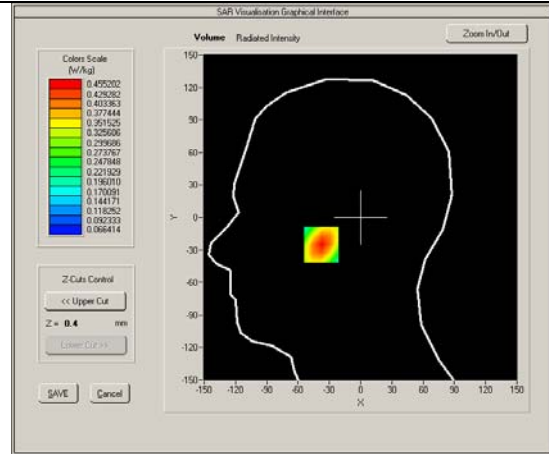 SAR Visualisation Graphical Interface
Volume Radiated Intensity
Zoom In/Out
Colors Scale
(W/kg)
0.455202
0.429282
0.403363
0.377444
0.351525
0.325606
0.299686
0.273767
0.247848
0.221929
0.196010
0.170091
0.144171
0.118252
0.092333
0.066414
Z-Cuts Control
<< Upper Cut
Z = 0.4 mm
Lower Cut >>
SAVE Cancel
150-
120-
90-
60-
30-
0-
-30-
-60-
-90-
-120-
-150-
Y
-150 -120 -90 -60 -30 0 30 60 90 120 150
X